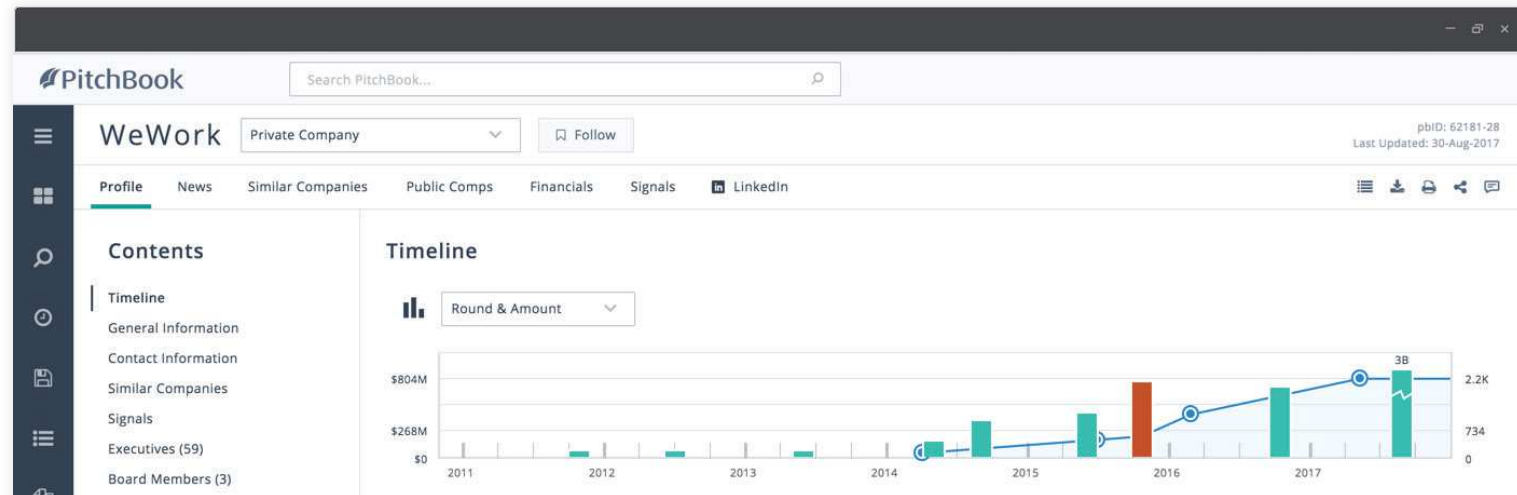 PitchBook
Search PitchBook...
WeWork
Private Company
Follow
pbID: 62181-28
Last Updated: 30-Aug-2017
Profile
News
Similar Companies
Public Comps
Financials
Signals
in LinkedIn
Contents
Timeline
General Information
Contact Information
Similar Companies
Signals
Executives (59)
Board Members (3)
Timeline
Round & Amount
3B
$804M
2.2K
$268M
734
$0
0
2011
2012
2013
2014
2015
2016
2017